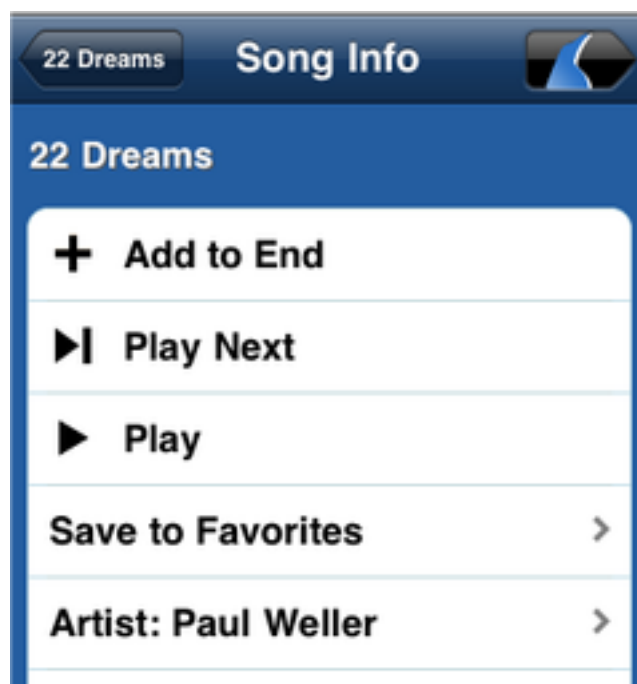 22 Dreams
Song Info
22 Dreams
Add to End
Play Next
Play
Save to Favorites
Artist: Paul Weller